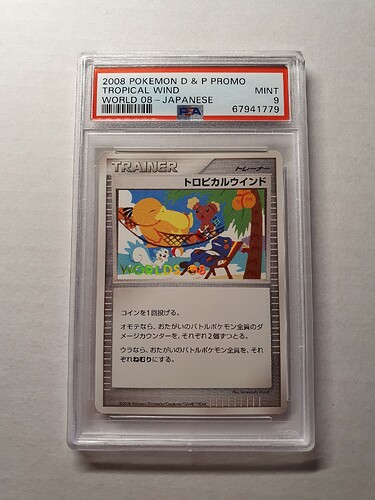 2008 POKEMON D & P PROMO
TROPICAL WIND MINT
WORLD 08-JAPANESE 9
PSA 67941779
TRAINER トレーナー
トロピカルウインド
WORLDS 08
コインを1回投げる。
オモテなら、おたがいのバトルポケモン全員のダ
メージカウンターを、それぞれ2個ずつとる。
ウラなら、おたがいのバトルポケモン全員を、それ
ぞれねむりにする。